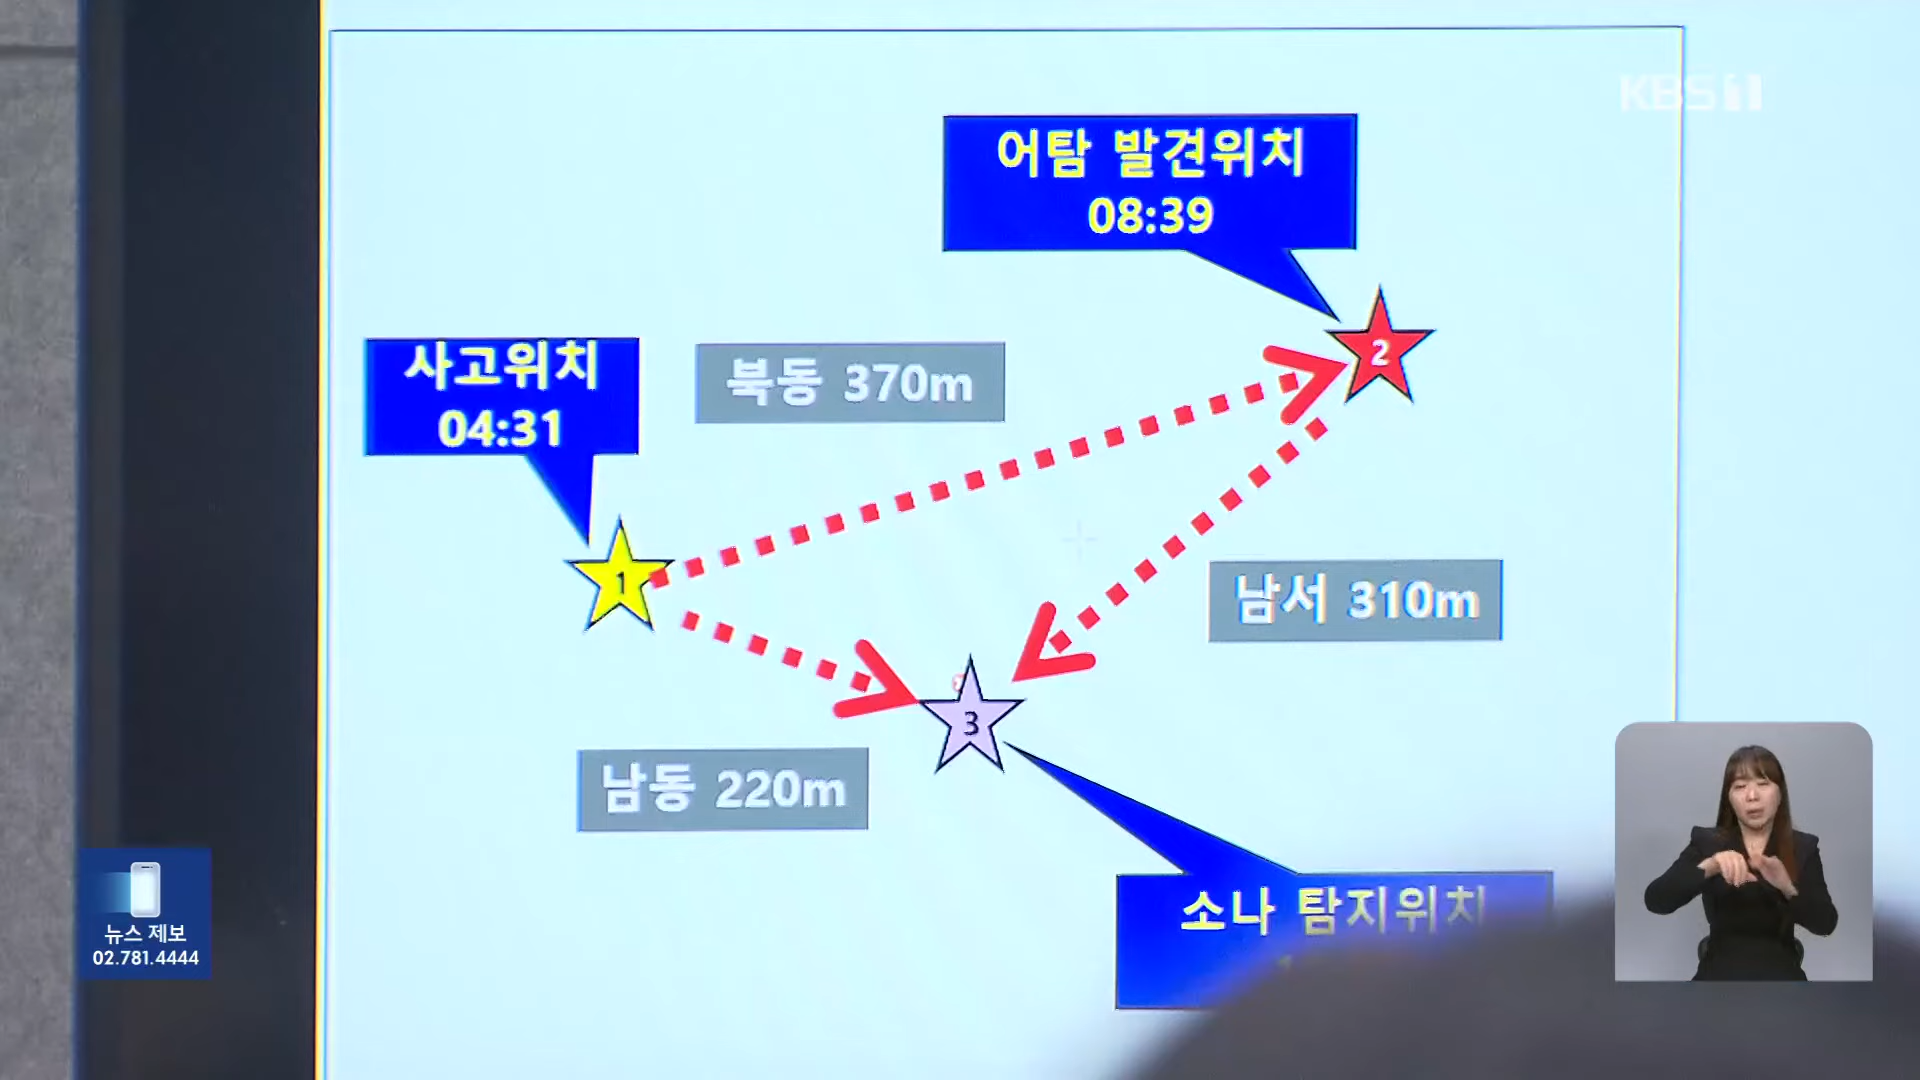 KBS 1
어탐 발견위치
08:39
사고위치
04:31
북동 370m
2
1
남서 310m
3
남동 220m
소나 탐지위치
뉴스 제보
02.781.4444